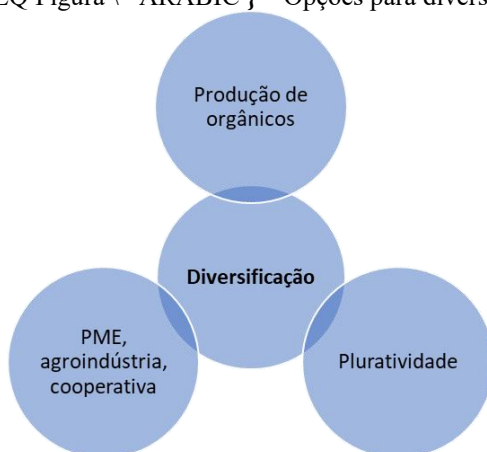 EQ Figura \* ARABIC } - Opções para divers
Produção de
orgânicos
Diversificação
PME,
agroindústria,
cooperativa
Pluratividade